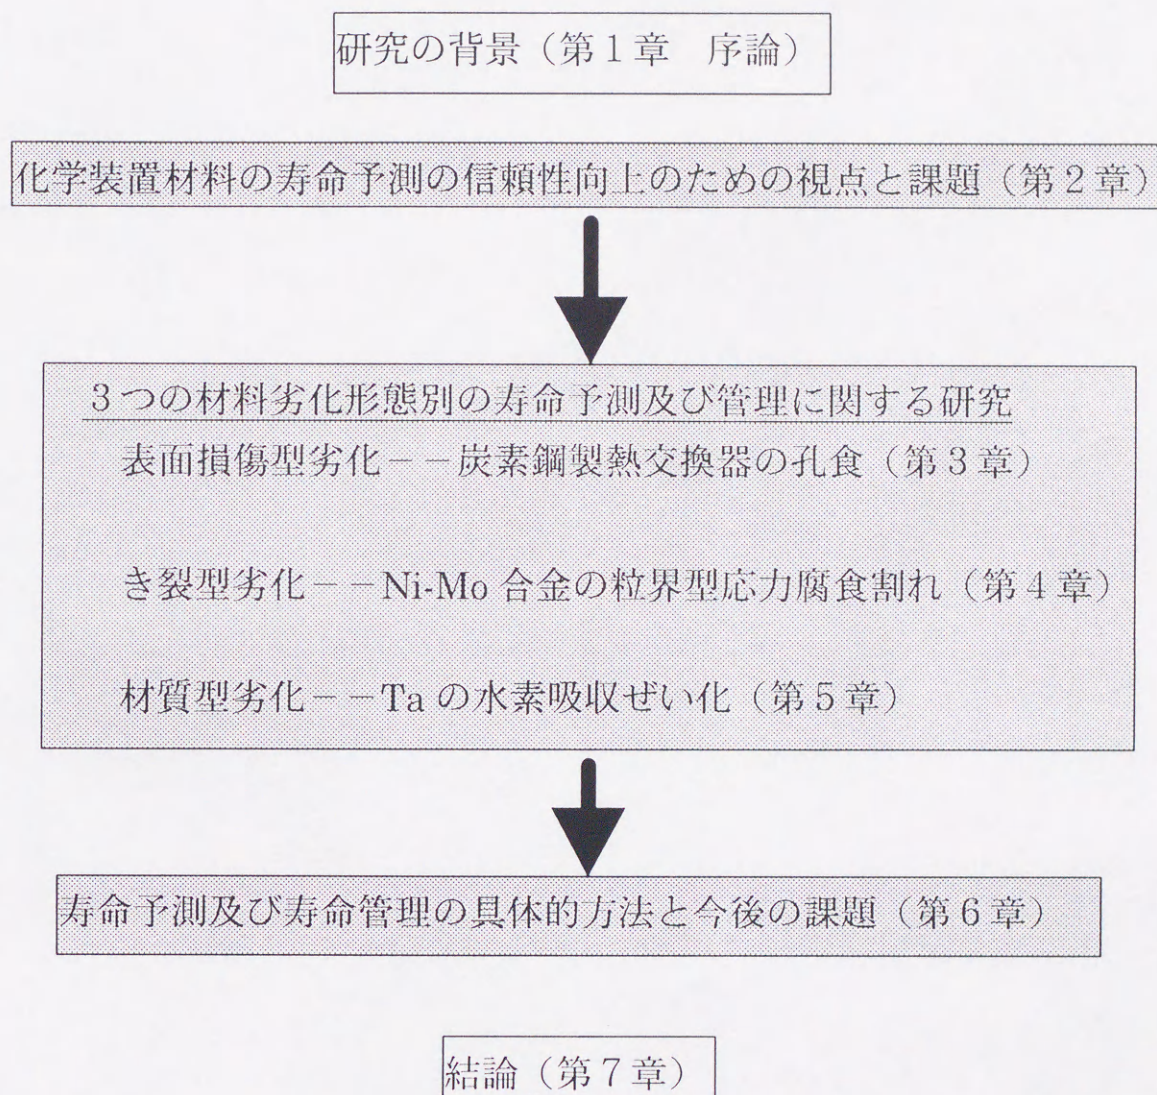 研究の背景（第１章　序論）
化学装置材料の寿命予測の信頼性向上のための視点と課題（第２章）
３つの材料劣化形態別の寿命予測及び管理に関する研究
表面損傷型劣化－－炭素鋼製熱交換器の孔食（第３章）
き裂型劣化－－Ni-Mo 合金の粒界型応力腐食割れ（第４章）
材質型劣化－－Ta の水素吸収ぜい化（第５章）
寿命予測及び寿命管理の具体的方法と今後の課題（第６章）
結論（第７章）